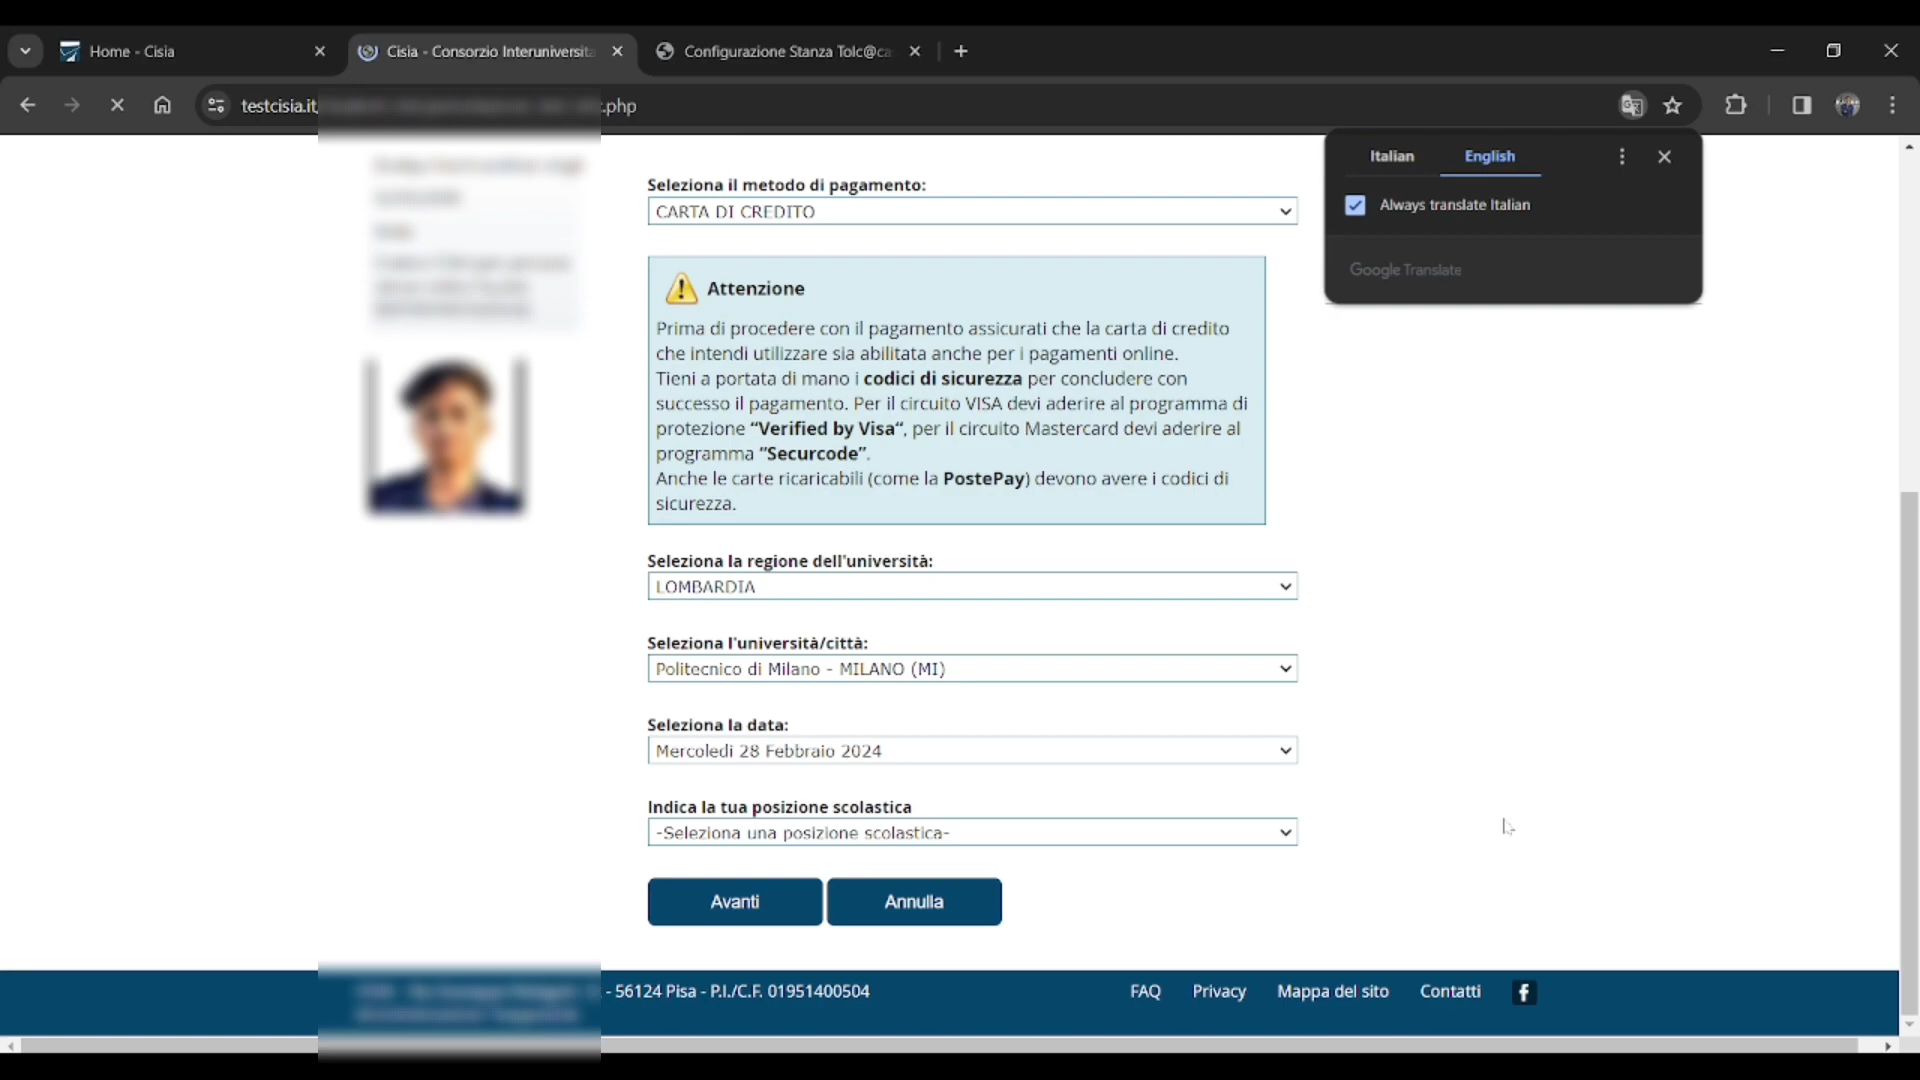 Home - Cisia
Cisia - Consorzio Interuniversita
Configurazione Stanza Tolc@ca
testcisia.it
.php
Italian
English
Always translate Italian
Google Translate
Seleziona il metodo di pagamento:
CARTA DI CREDITO
Attenzione
Prima di procedere con il pagamento assicurati che la carta di credito
che intendi utilizzare sia abilitata anche per i pagamenti online.
Tieni a portata di mano i codici di sicurezza per concludere con
successo il pagamento. Per il circuito VISA devi aderire al programma di
protezione “Verified by Visa“, per il circuito Mastercard devi aderire al
programma “Securcode”.
Anche le carte ricaricabili (come la PostePay) devono avere i codici di
sicurezza.
Seleziona la regione dell'università:
LOMBARDIA
Seleziona l'università/città:
Politecnico di Milano - MILANO (MI)
Seleziona la data:
Mercoledì 28 Febbraio 2024
Indica la tua posizione scolastica
-Seleziona una posizione scolastica-
Avanti
Annulla
- 56124 Pisa - P.I./C.F. 01951400504
FAQ
Privacy
Mappa del sito
Contatti